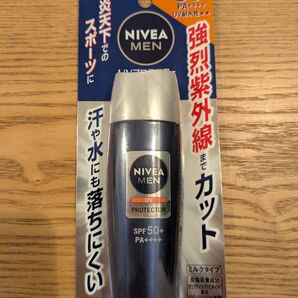 炎天下での
スポーツに
NIVEA
MEN
PA++++
強烈紫外線まで
カット
汗や水にも落ちにくい
NIVEA
MEN
UV
PROTECTOR
SPF50+
PA++++
ミルクタイプ